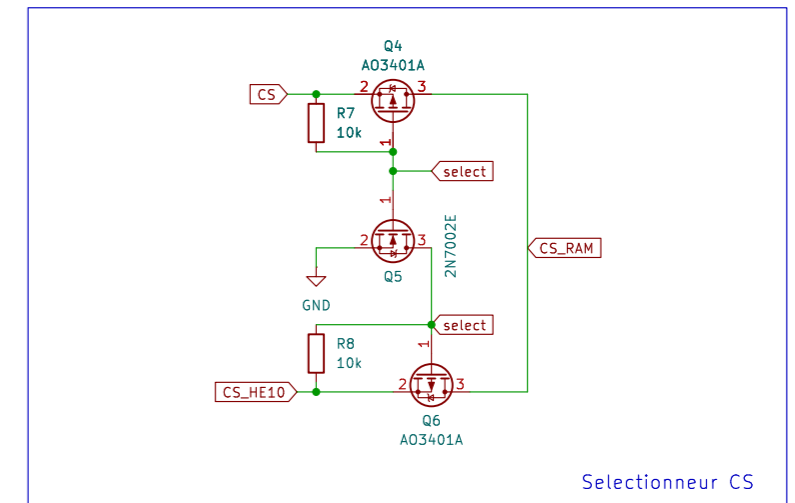 Q4
AO3401A
CS
2
3
R7
10k
1
select
1
2
3
2N7002E
CS_RAM
Q5
GND
select
1
R8
10k
CS_HE10
2
3
Q6
AO3401A
Selectionneur CS